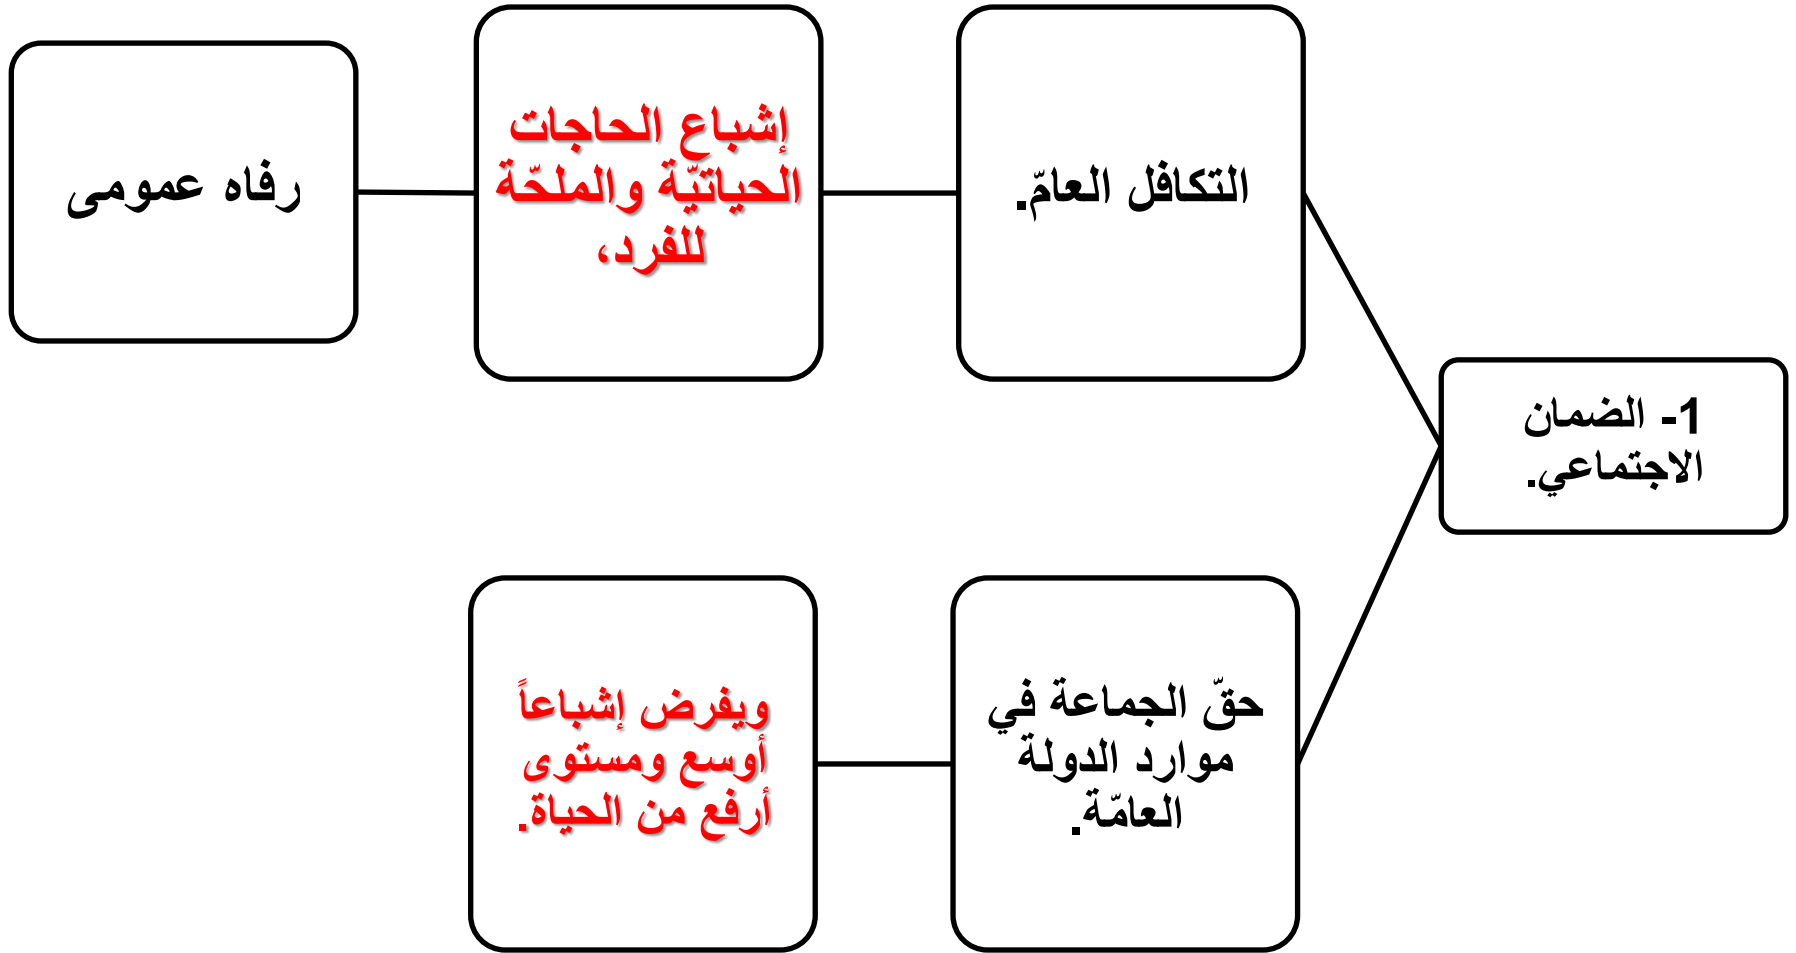 1- الضمان
الاجتماعي.
التكافل العامّ.
إشباع الحاجات
الحياتيّة والملحّة
للفرد،
رفاه عمومى
حقّ الجماعة في
موارد الدولة
العامّة.
ويفرض إشباعاً
أوسع ومستوى
أرفع من الحياة.